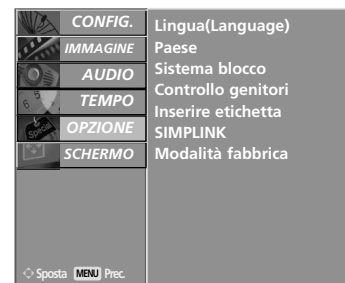 CONFIG.
IMMAGINE
AUDIO
TEMPO
OPZIONE
SCHERMO
Lingua(Language)
Paese
Sistema blocco
Controllo genitori
Inserire etichetta
SIMPLINK
Modalità fabbrica
Sposta MENU Prec.